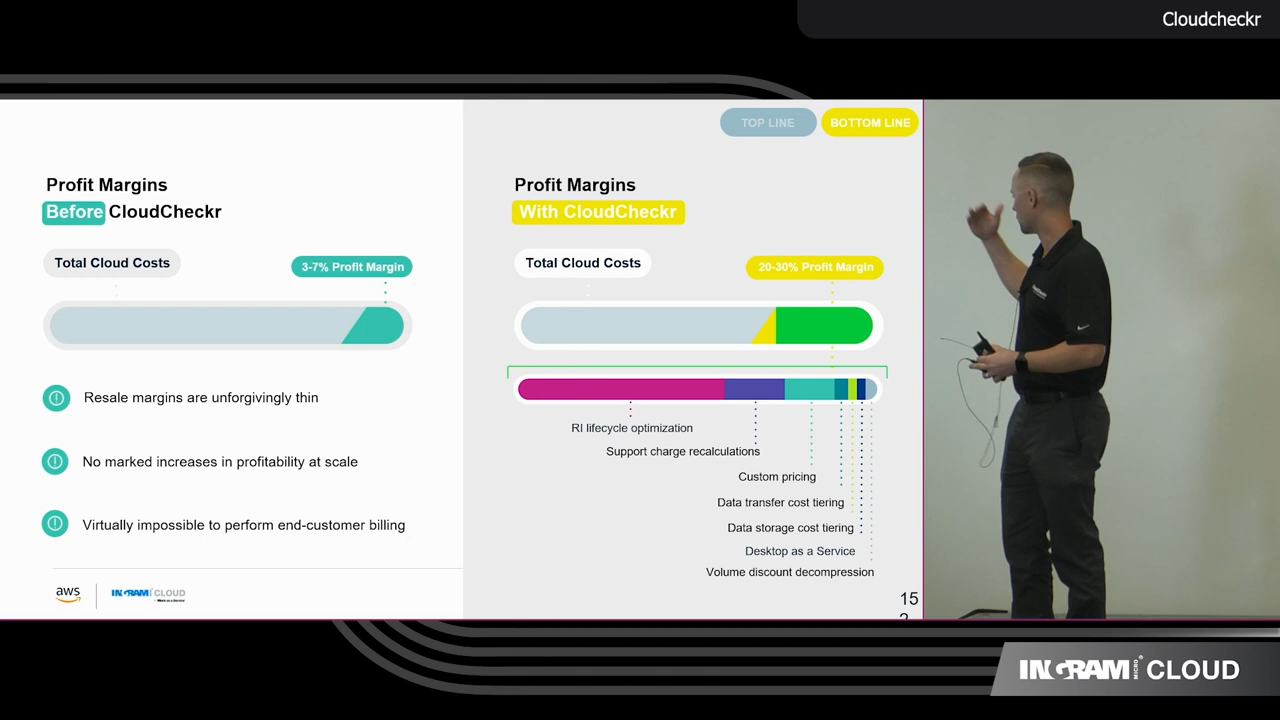 Cloudcheckr
TOP LINE
BOTTOM LINE
Profit Margins
Before CloudCheckr
Total Cloud Costs
3-7% Profit Margin
Resale margins are unforgivingly thin
No marked increases in profitability at scale
Virtually impossible to perform end-customer billing
aws
INGRAM CLOUD
Profit Margins
With CloudCheckr
Total Cloud Costs
20-30% Profit Margin
RI lifecycle optimization
Support charge recalculations
Custom pricing
Data transfer cost tiering
Data storage cost tiering
Desktop as a Service
Volume discount decompression
15
INGRAM MICRO CLOUD